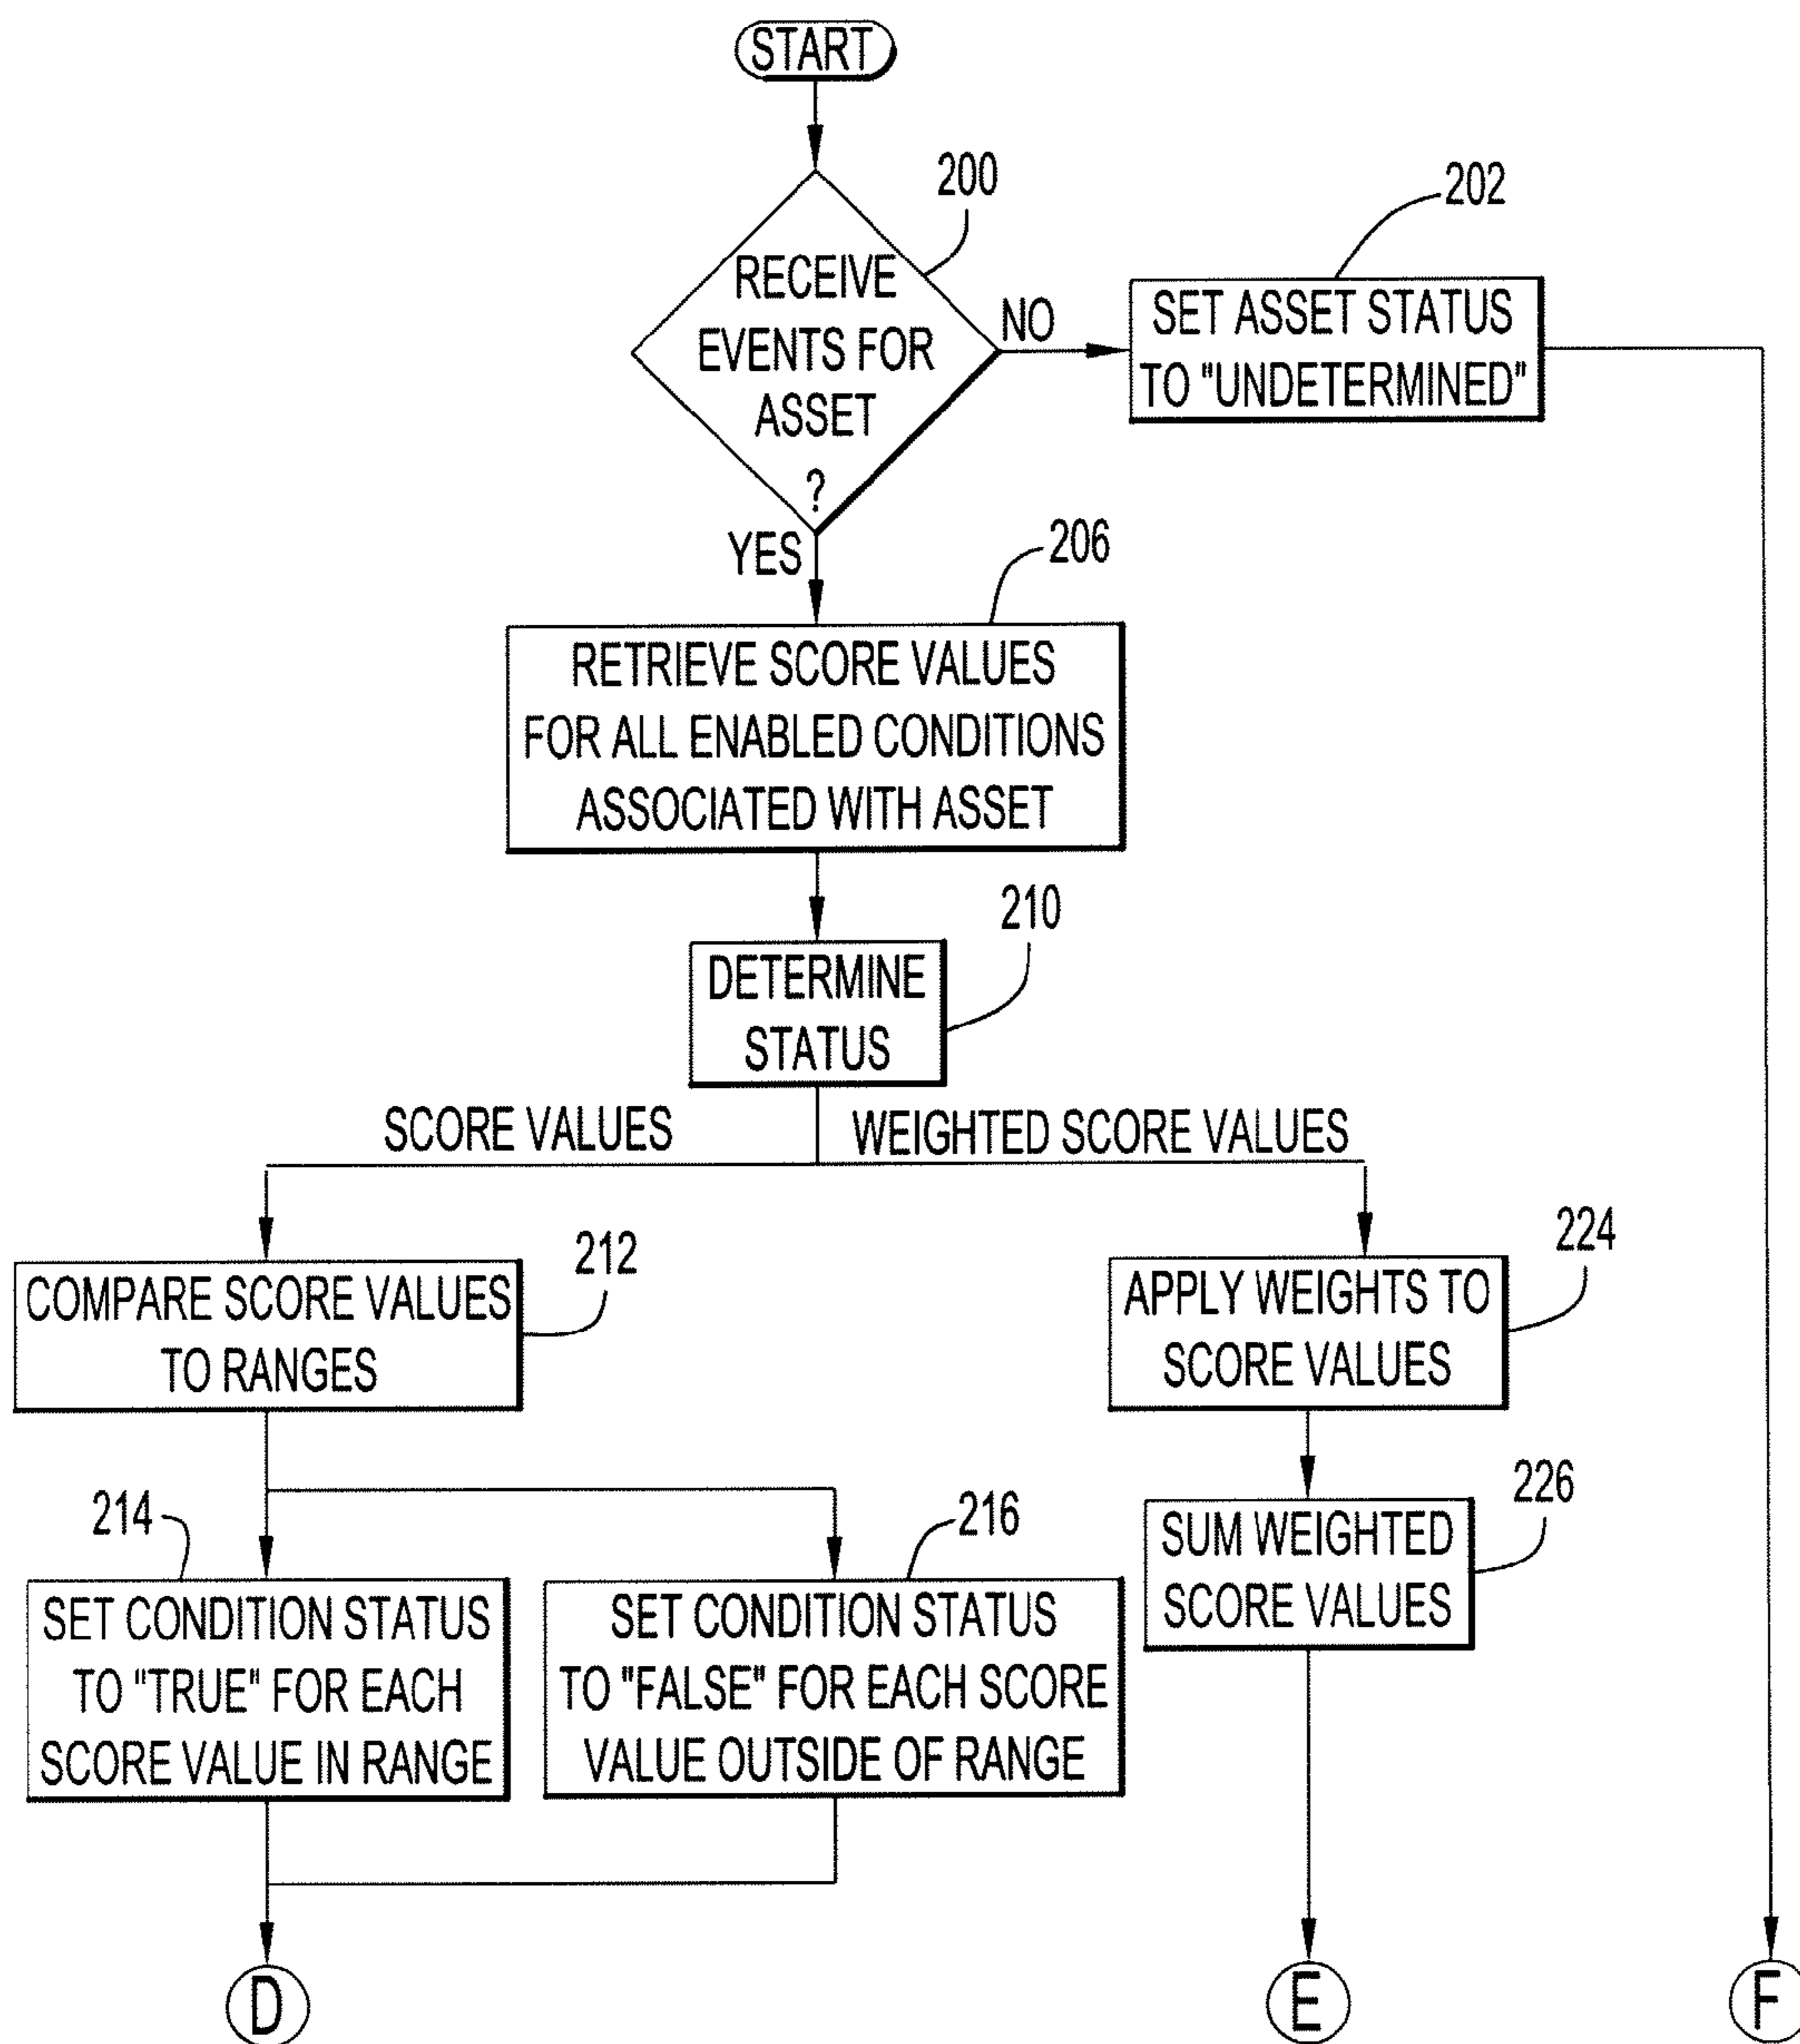 START
200
202
RECEIVE
EVENTS FOR
ASSET
?
NO
SET ASSET STATUS
TO "UNDETERMINED"
YES
206
RETRIEVE SCORE VALUES
FOR ALL ENABLED CONDITIONS
ASSOCIATED WITH ASSET
210
DETERMINE
STATUS
SCORE VALUES
WEIGHTED SCORE VALUES
212
COMPARE SCORE VALUES
TO RANGES
224
APPLY WEIGHTS TO
SCORE VALUES
214
SET CONDITION STATUS
TO "TRUE" FOR EACH
SCORE VALUE IN RANGE
216
SET CONDITION STATUS
TO "FALSE" FOR EACH SCORE
VALUE OUTSIDE OF RANGE
226
SUM WEIGHTED
SCORE VALUES
D
E
F